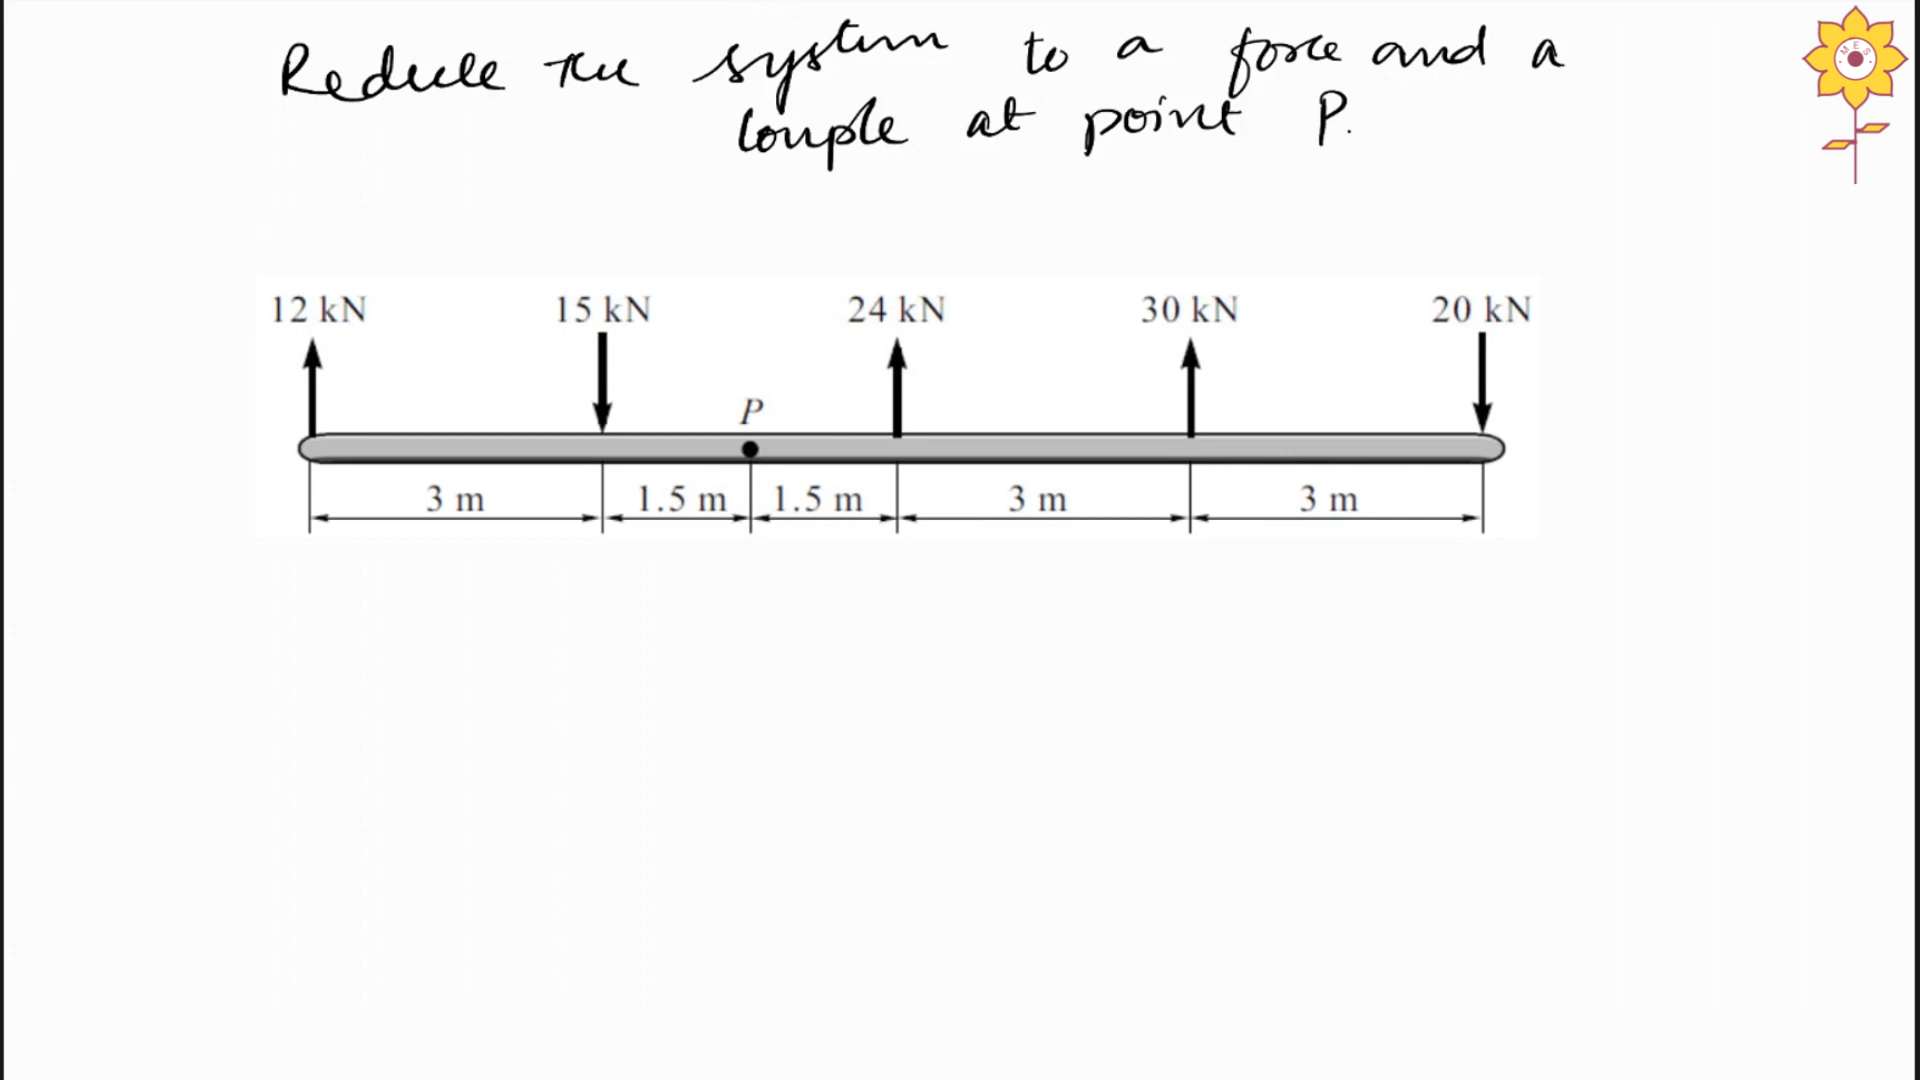 Reduce the system to a force and a
couple at point P.
MES
12 kN 15 kN 24 kN 30 kN 20 kN
P
3 m 1.5 m 1.5 m 3 m 3 m